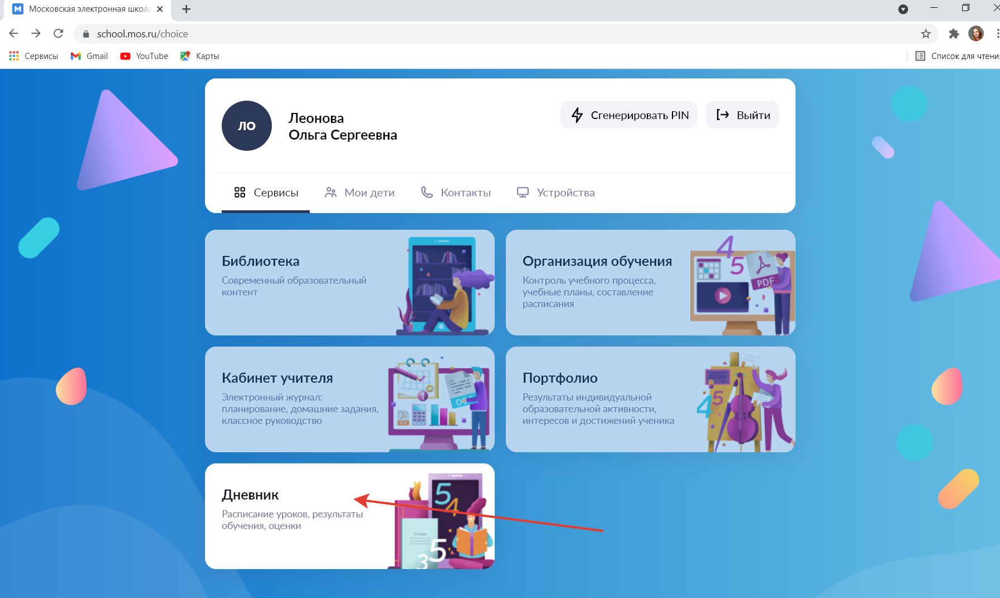 Московская электронная школа
school.mos.ru/choice
Сервисы
Gmail
YouTube
Карты
Список для чтения
ЛО
Леонова
Ольга Сергеевна
Сгенерировать PIN
Выйти
Сервисы
Мои дети
Контакты
Устройства
Библиотека
Современный образовательный
контент
Организация обучения
Контроль учебного процесса,
учебные планы, составление
расписания
4
5
PDF
Кабинет учителя
Электронный журнал:
планирование, домашние задания,
классное руководство
?
DOC
PDF
Портфолио
Результаты индивидуальной
образовательной активности,
интересов и достижений ученика
4
5
Дневник
Расписание уроков, результаты
обучения, оценки
5
4
Тетрадь
3
5